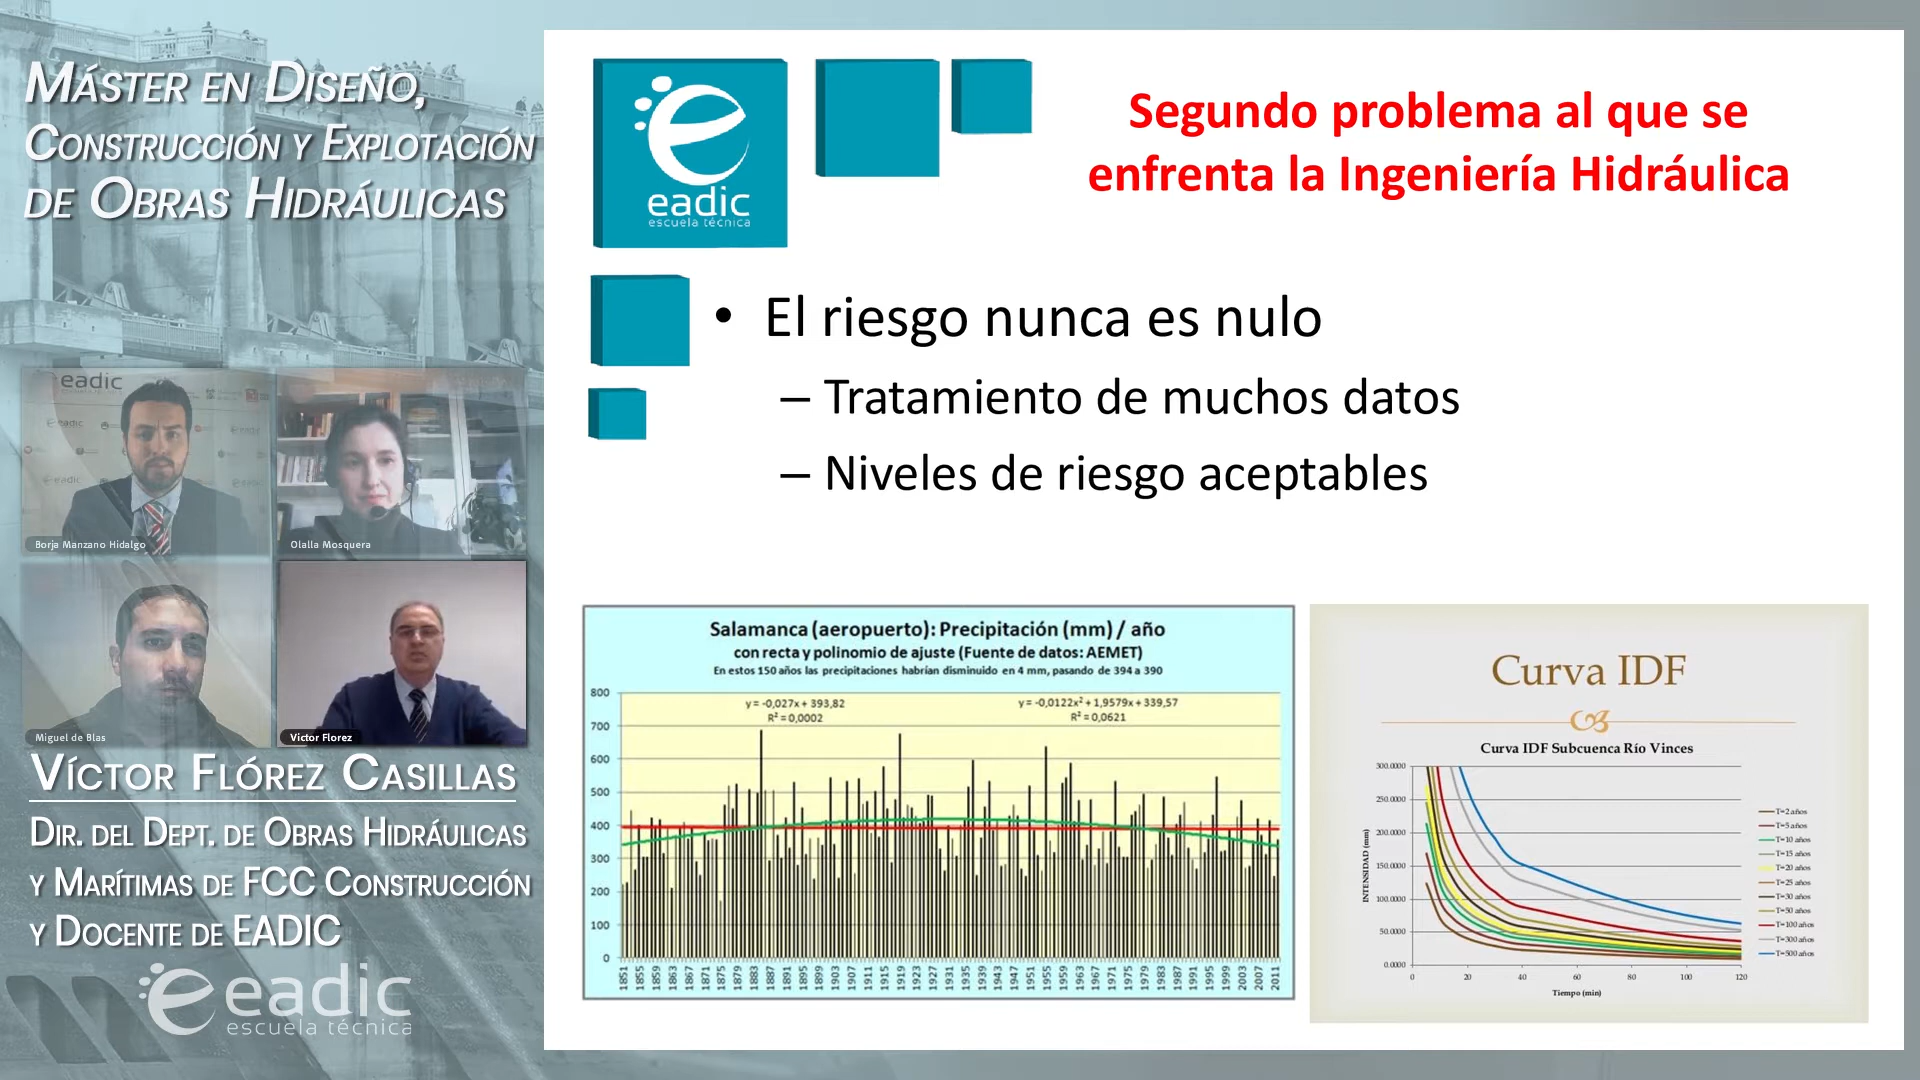 MÁSTER EN DISEÑO,
CONSTRUCCIÓN Y EXPLOTACIÓN
DE OBRAS HIDRÁULICAS
eadic
eadic
eadic
eadic
eadic
Borja Manzano Hidalgo
Olalla Mosquera
Miguel de Blas
Victor Florez
VÍCTOR FLÓREZ CASILLAS
DIR. DEL DEPT. DE OBRAS HIDRÁULICAS
Y MARÍTIMAS DE FCC CONSTRUCCIÓN
Y DOCENTE DE EADIC
eadic
escuela técnica
eadic
escuela técnica
Segundo problema al que se
enfrenta la Ingeniería Hidráulica
• El riesgo nunca es nulo
– Tratamiento de muchos datos
– Niveles de riesgo aceptables
Salamanca (aeropuerto): Precipitación (mm) / año
con recta y polinomio de ajuste (Fuente de datos: AEMET)
En estos 150 años las precipitaciones habrían disminuido en 4 mm, pasando de 394 a 390
y = -0,027x + 393,82
R² = 0,0002
y = -0,0122x² + 1,9579x + 339,57
R² = 0,0621
800
700
600
500
400
300
200
100
0
1851 1855 1859 1863 1867 1871 1875 1879 1883 1887 1891 1895 1899 1903 1907 1911 1915 1919 1923 1927 1931 1935 1939 1943 1947 1951 1955 1959 1963 1967 1971 1975 1979 1983 1987 1991 1995 1999 2003 2007 2011
Curva IDF
Curva IDF Subcuenca Río Vinces
INTENSIDAD (mm)
300.0000
250.0000
200.0000
150.0000
100.0000
50.0000
0.0000
0 20 40 60 80 100 120
Tiempo (min)
T=2 años
T=5 años
T=10 años
T=15 años
T=20 años
T=25 años
T=30 años
T=50 años
T=100 años
T=300 años
T=500 años